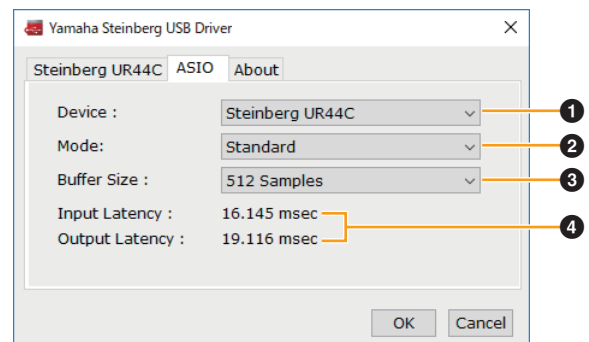 Yamaha Steinberg USB Driver
Steinberg UR44C ASIO About
Device : Steinberg UR44C 1
Mode: Standard 2
Buffer Size : 512 Samples 3
Input Latency : 16.145 msec
4
Output Latency : 19.116 msec
OK Cancel